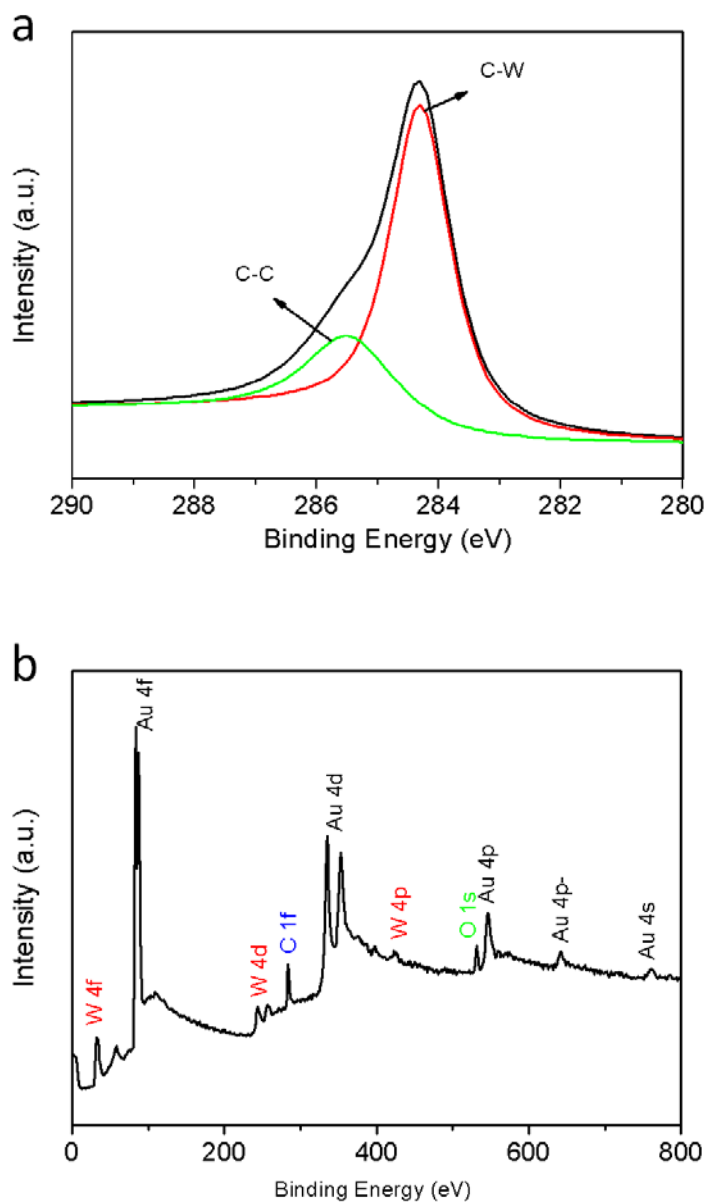 a
C-W
C-C
Intensity (a.u.)
290 288 286 284 282 280
Binding Energy (eV)
b
W 4f
Au 4f
W 4d
C 1f
Au 4d
W 4p
O 1s
Au 4p
Au 4p-
Au 4s
Intensity (a.u.)
0 200 400 600 800
Binding Energy (eV)